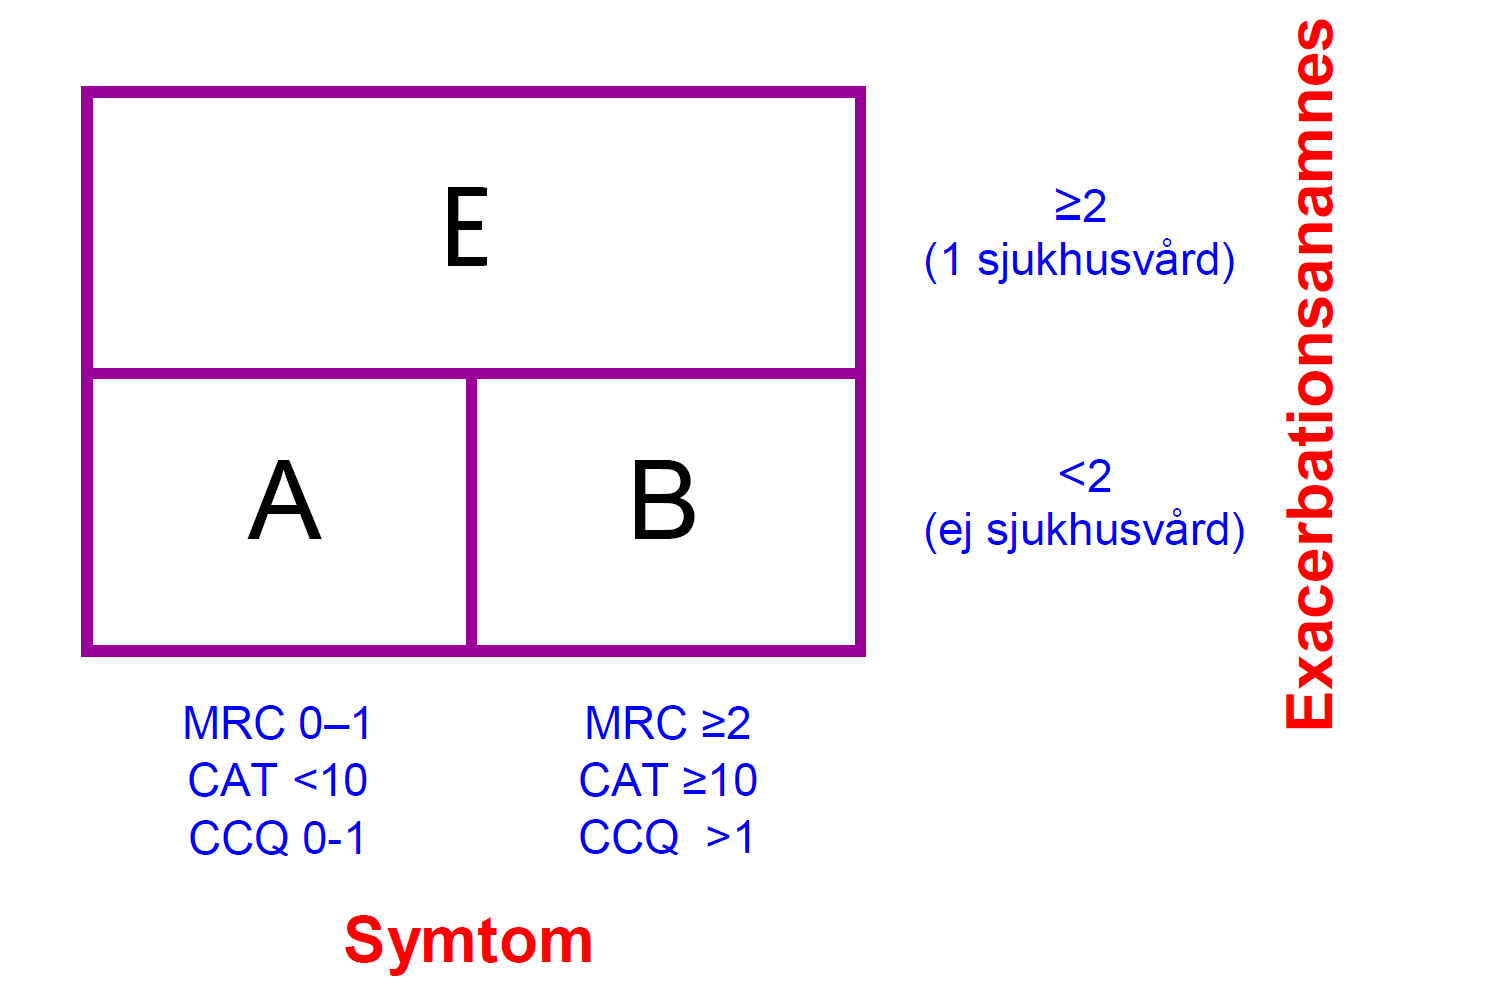 E
≥2
(1 sjukhusvård)
A
B
<2
(ej sjukhusvård)
Exacerbationsanamnes
MRC 0–1
CAT <10
CCQ 0-1
MRC ≥2
CAT ≥10
CCQ  >1
Symtom